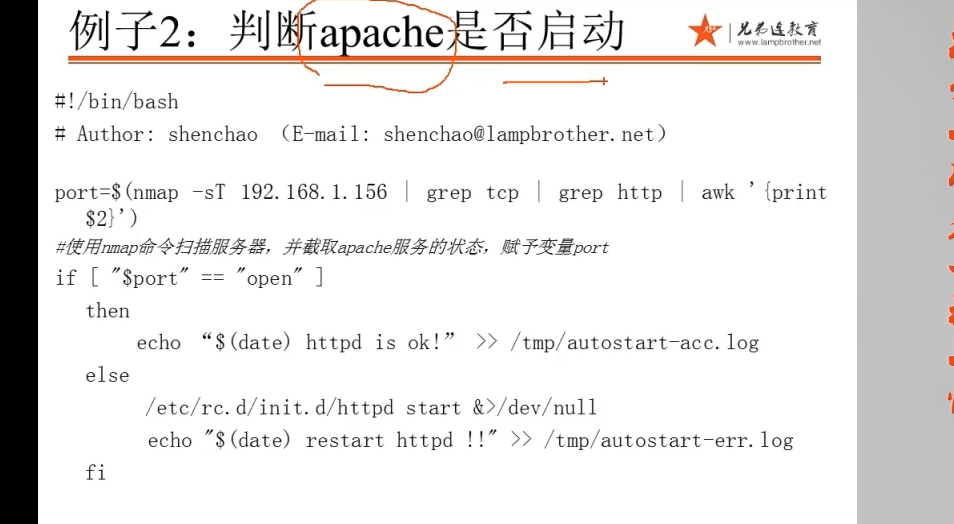 例子2：判断apache是否启动
兄弟连教育
www.lampbrother.net
#!/bin/bash
# Author: shenchao （E-mail: shenchao@lampbrother.net）
port=$(nmap -sT 192.168.1.156 | grep tcp | grep http | awk ’{print
$2}’)
#使用nmap命令扫描服务器，并截取apache服务的状态，赋予变量port
if [ "$port" == "open" ]
then
echo “$(date) httpd is ok!” >> /tmp/autostart-acc.log
else
/etc/rc.d/init.d/httpd start &>/dev/null
echo "$(date) restart httpd !!" >> /tmp/autostart-err.log
fi